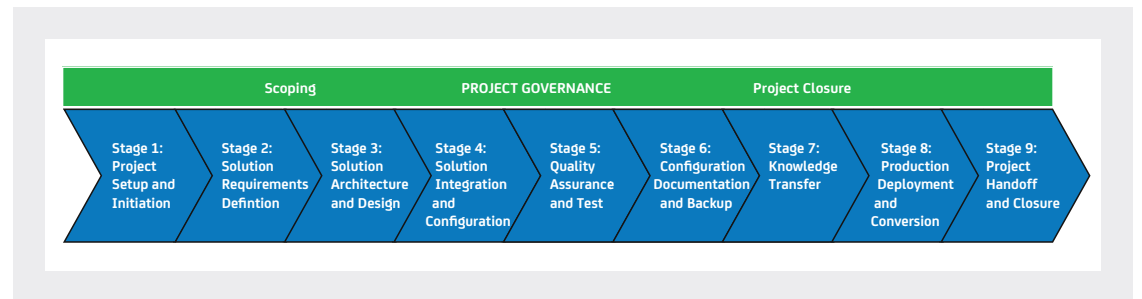 Scoping PROJECT GOVERNANCE Project Closure
Stage 1:
Project
Setup and
Initiation
Stage 2:
Solution
Requirements
Defintion
Stage 3:
Solution
Architecture
and Design
Stage 4:
Solution
Integration
and
Configuration
Stage 5:
Quality
Assurance
and Test
Stage 6:
Configuration
Documentation
and Backup
Stage 7:
Knowledge
Transfer
Stage 8:
Production
Deployment
and
Conversion
Stage 9:
Project
Handoff
and Closure